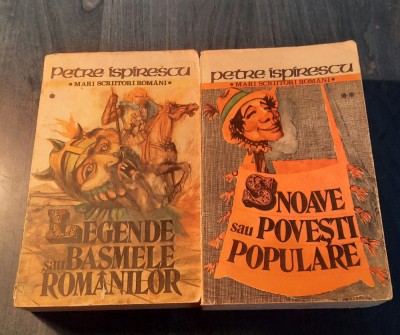 petre ispirescu
• MARI SCRIITORI ROMÂNI •
*
LEGENDE
sau BASMELE
ROMÂNILOR
petre ispirescu
• MARI SCRIITORI ROMÂNI •
**
SNOAVE
sau POVEȘTI
POPULARE